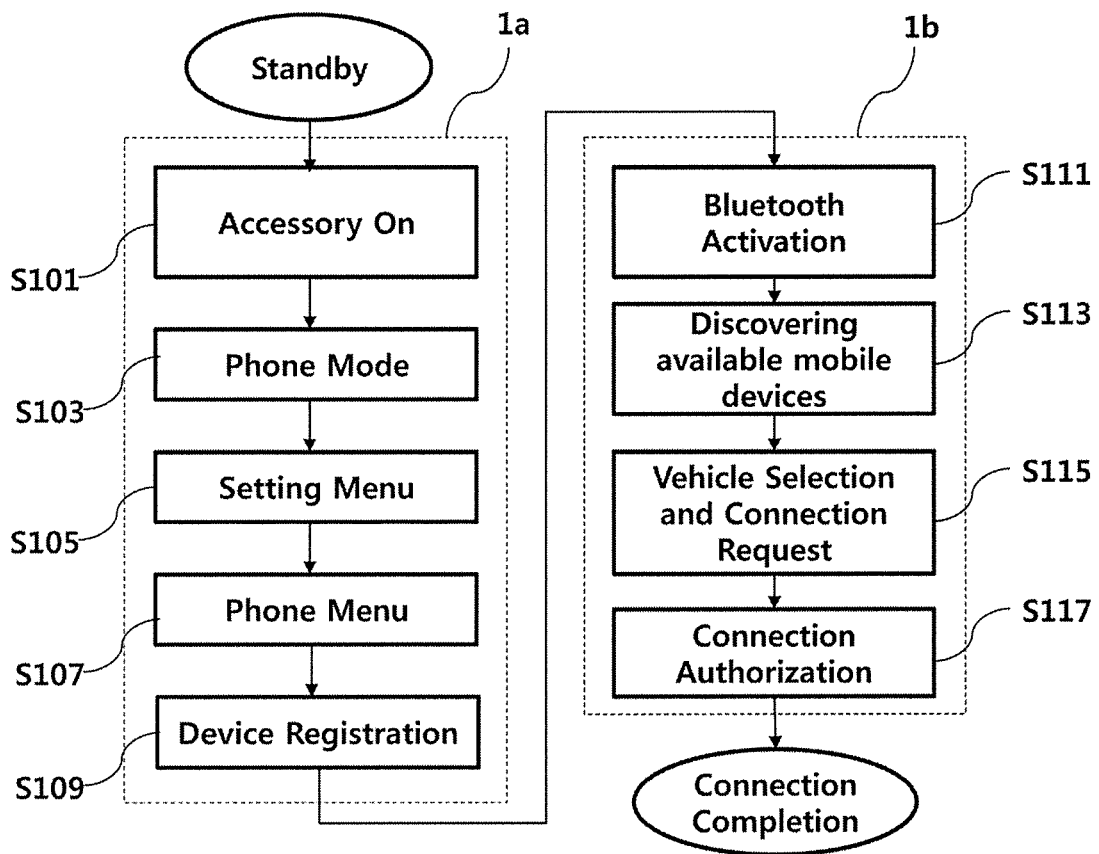 1a
Standby
Accessory On
S101
Phone Mode
S103
Setting Menu
S105
Phone Menu
S107
Device Registration
S109
1b
Bluetooth
Activation
S111
Discovering
available mobile
devices
S113
Vehicle Selection
and Connection
Request
S115
Connection
Authorization
S117
Connection
Completion